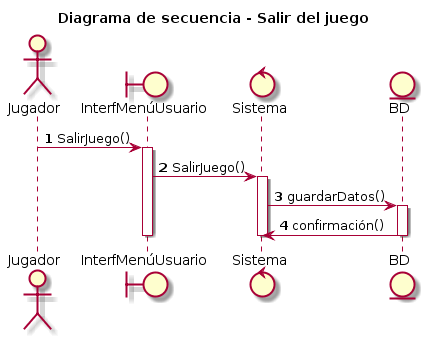 Diagrama de secuencia - Salir del juego
Jugador InterfMenúUsuario Sistema BD
1 SalirJuego()
2 SalirJuego()
3 guardarDatos()
4 confirmación()
Jugador InterfMenúUsuario Sistema BD